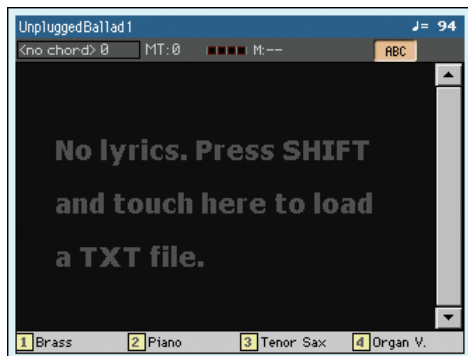 UnpluggedBallad1 ♩= 94
<no chord> 0 MT:0 M:-- ABC
No lyrics. Press SHIFT
and touch here to load
a TXT file.
1 Brass 2 Piano 3 Tenor Sax 4 Organ V.